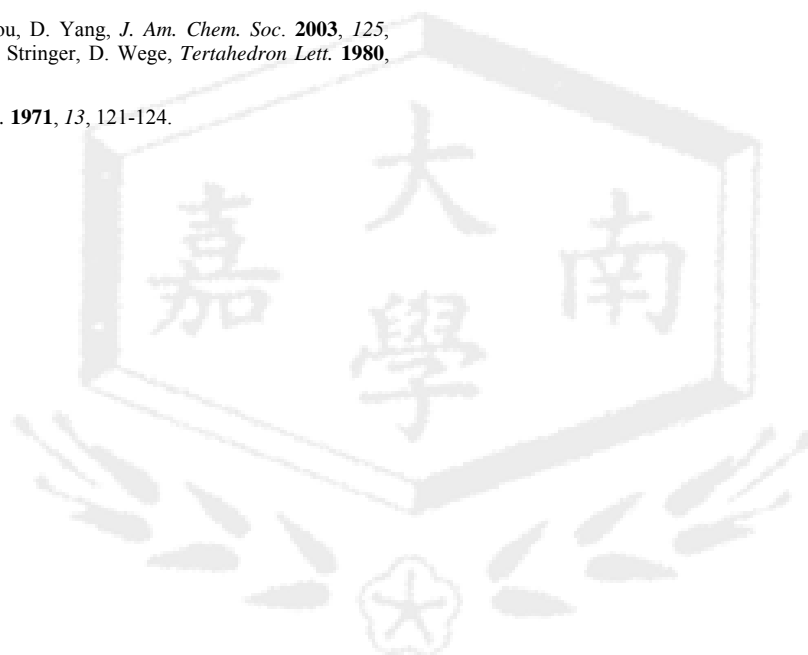 ou, D. Yang, J. Am. Chem. Soc. 2003, 125,
Stringer, D. Wege, Tertahedron Lett. 1980,
. 1971, 13, 121-124.
大
嘉 南
學